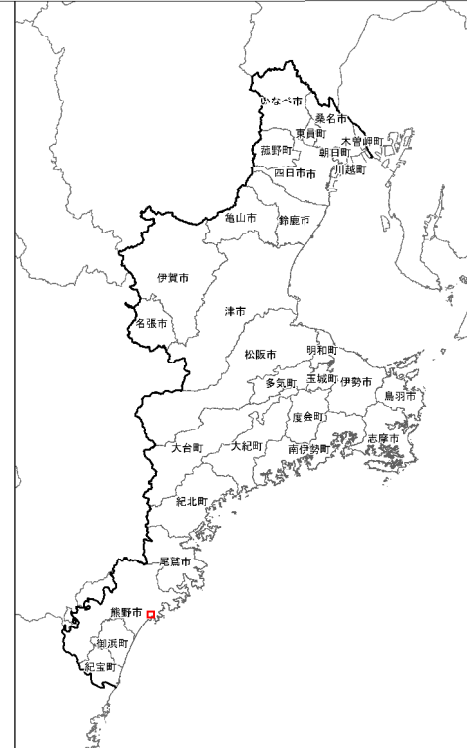 いなべ市
桑名市
東員町
木曽岬町
菰野町
朝日町
川越町
四日市市
亀山市
鈴鹿市
伊賀市
津市
名張市
松阪市
明和町
多気町
玉城町
伊勢市
鳥羽市
度会町
大台町
大紀町
南伊勢町
志摩市
紀北町
尾鷲市
熊野市
御浜町
紀宝町